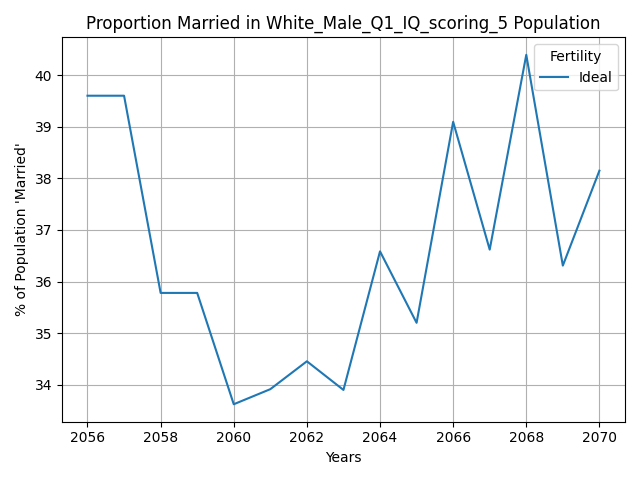 Proportion Married in White_Male_Q1_IQ_scoring_5 Population
Fertility
Ideal
% of Population 'Married'
40
39
38
37
36
35
34
2056 2058 2060 2062 2064 2066 2068 2070
Years